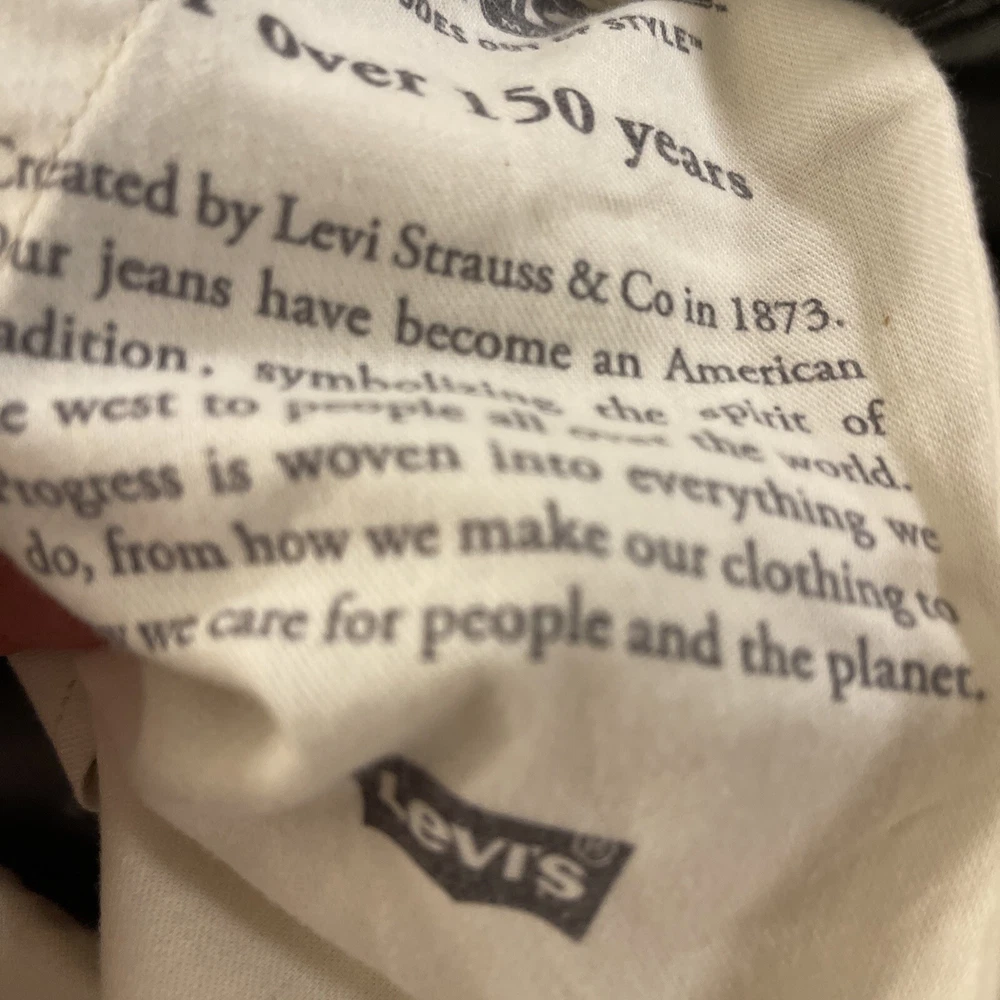 STYLE™
Over 150 years
Created by Levi Strauss & Co in 1873.
Our jeans have become an American
adition, symbolizing the spirit of
e west to people all over the world.
Progress is woven into everything we
do, from how we make our clothing to
we care for people and the planet.
Levi's®